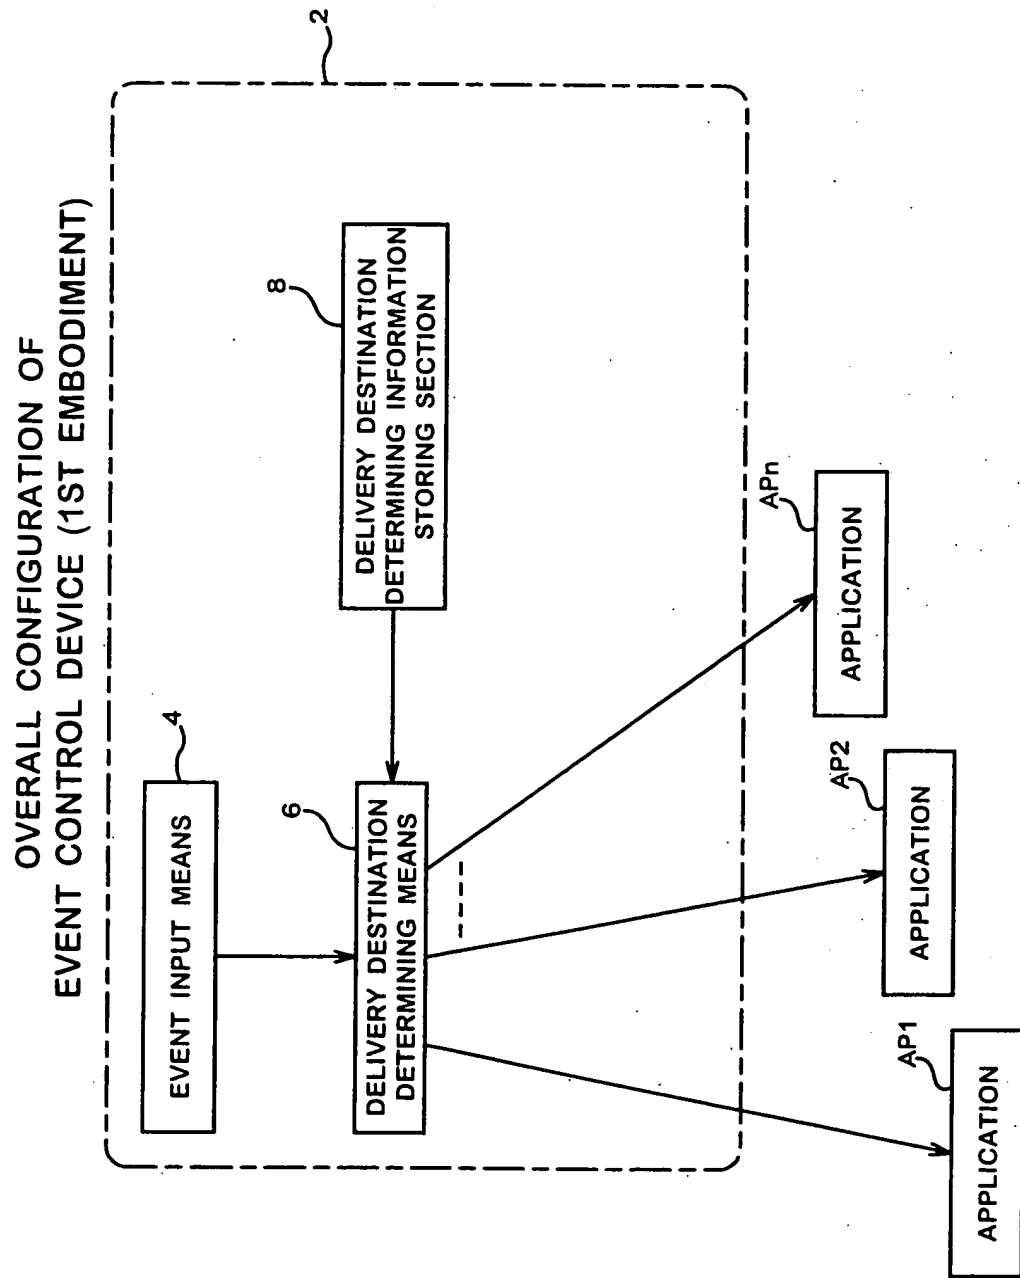 OVERALL CONFIGURATION OF
EVENT CONTROL DEVICE (1ST EMBODIMENT)
2
4
EVENT INPUT MEANS
6
DELIVERY DESTINATION
DETERMINING MEANS
8
DELIVERY DESTINATION
DETERMINING INFORMATION
STORING SECTION
AP1
APPLICATION
AP2
APPLICATION
APn
APPLICATION